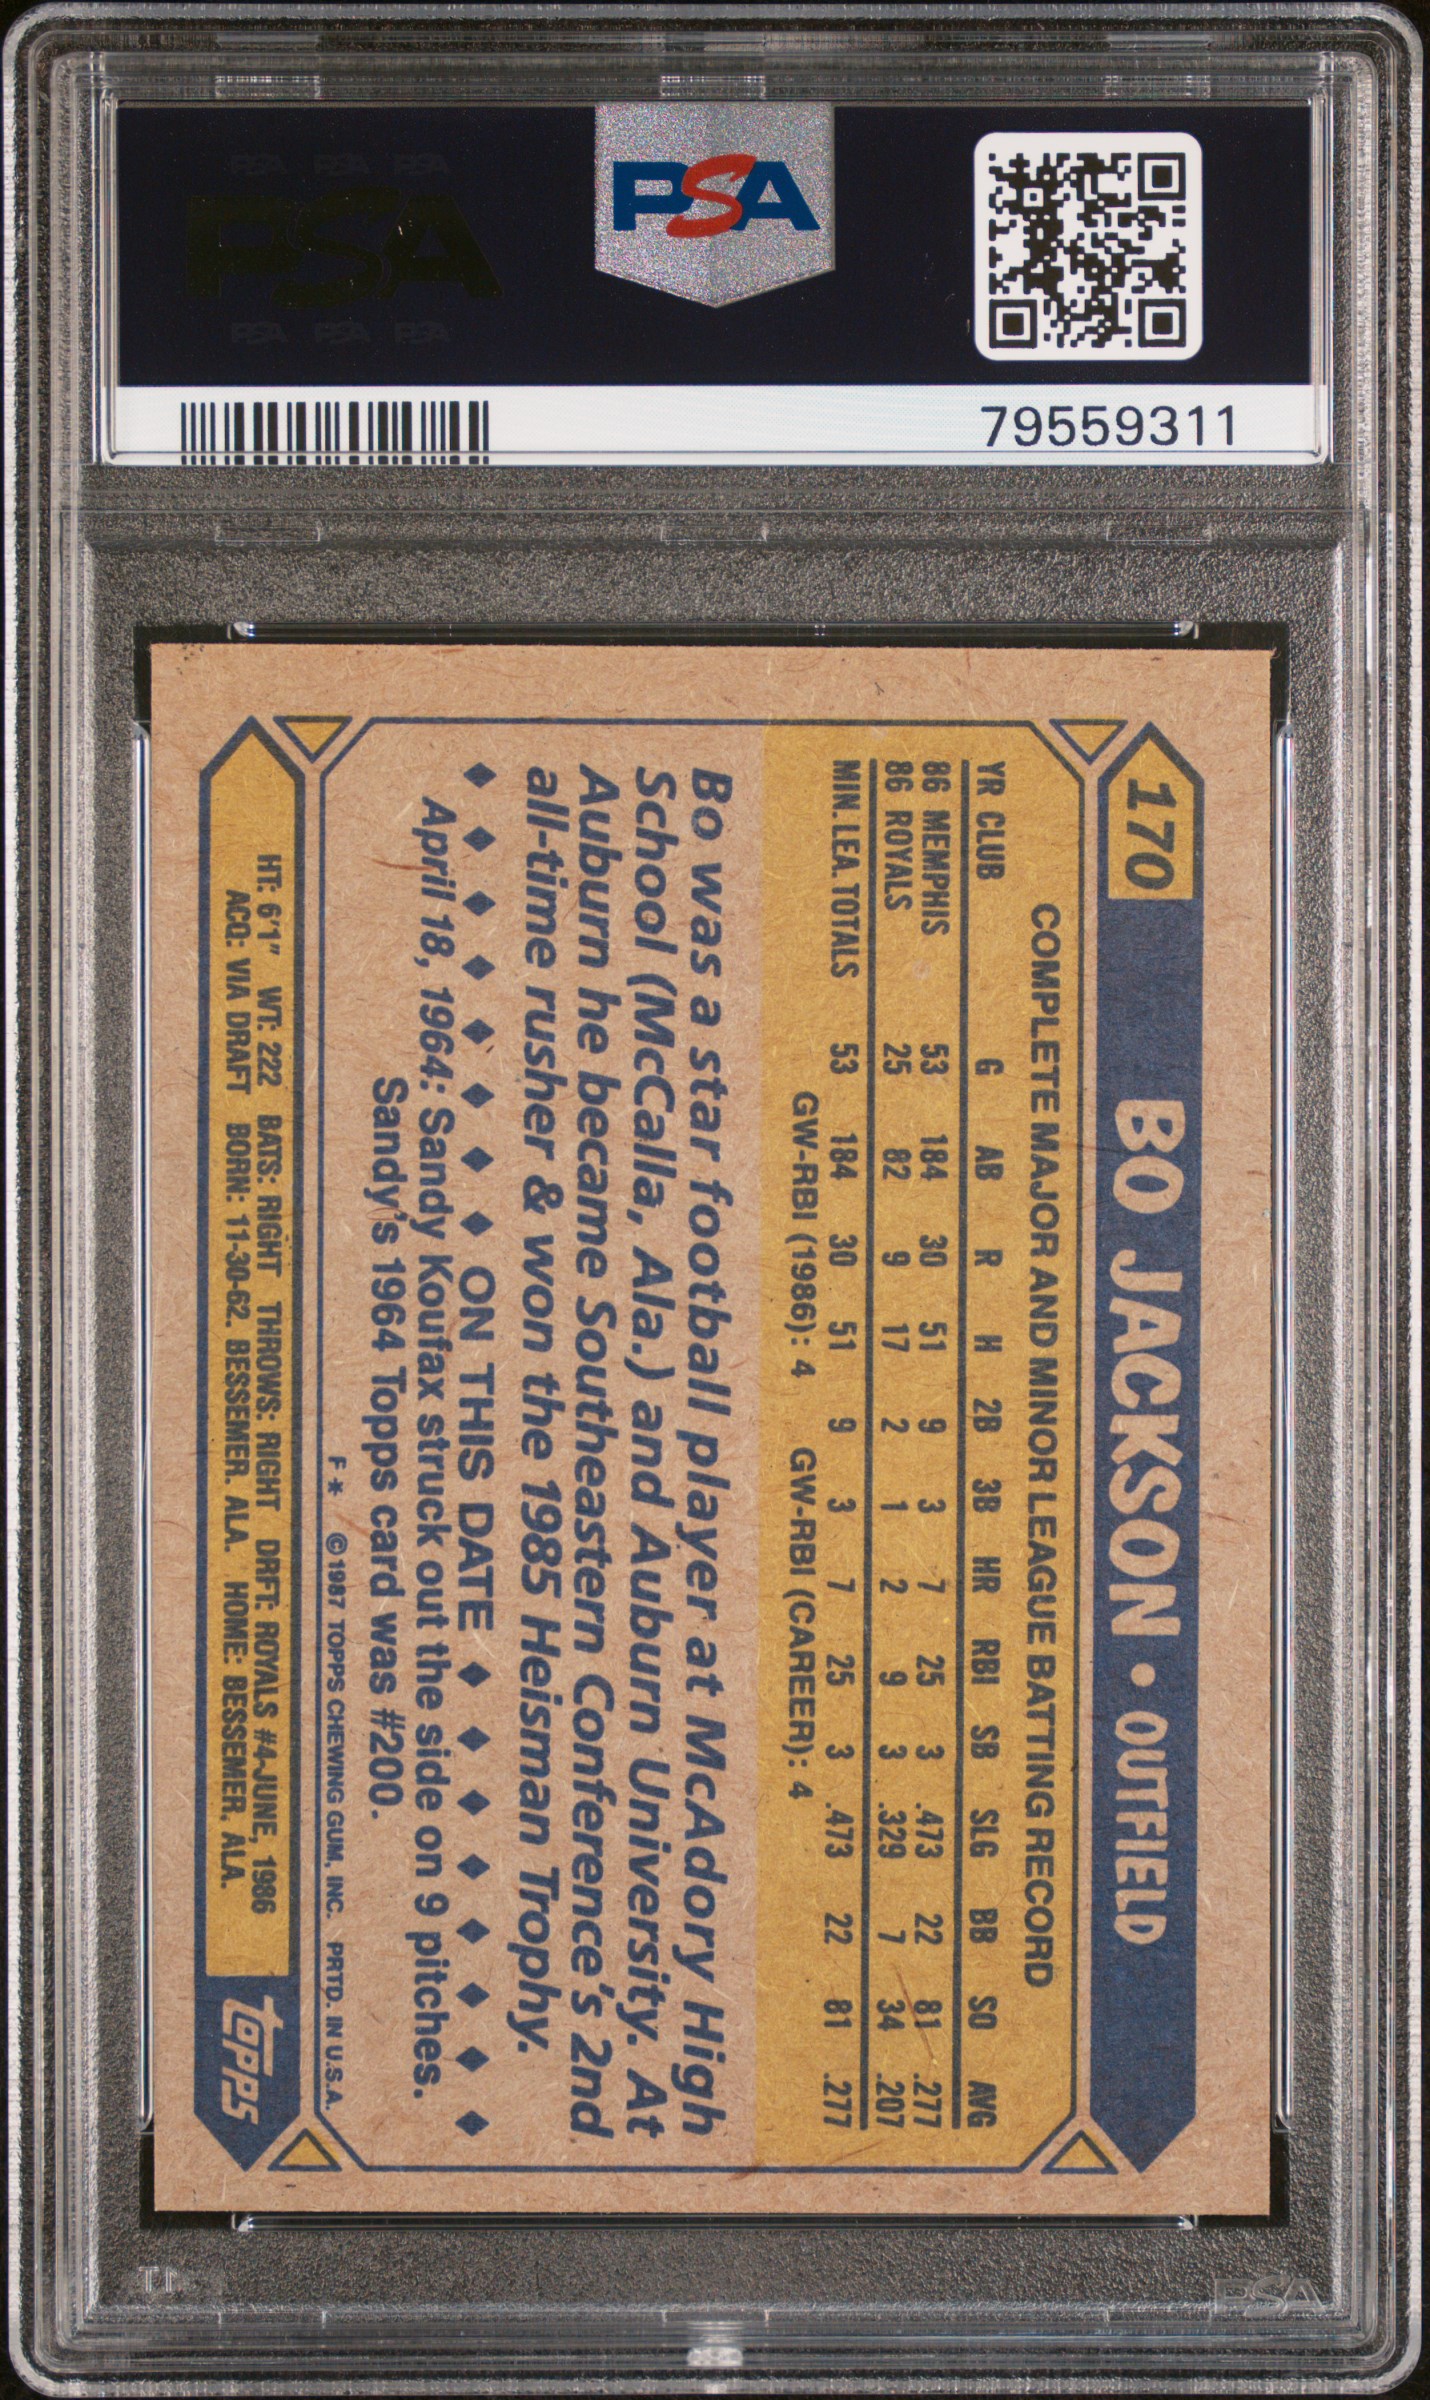 PSA PSA PSA
PSA
PSA PSA PSA
PSA
79559311
170 BO JACKSON • OUTFIELD
COMPLETE MAJOR AND MINOR LEAGUE BATTING RECORD
YR CLUB G AB R H 2B 3B HR RBI SB SLG BB SO AVG
86 MEMPHIS 53 184 30 51 9 3 7 25 3 .473 22 81 .277
86 ROYALS 25 82 9 17 2 1 2 9 3 .329 7 34 .207
MIN. LEA. TOTALS 53 184 30 51 9 3 7 25 3 .473 22 81 .277
GW-RBI (1986): 4 GW-RBI (CAREER): 4
Bo was a star football player at McAdory High
School (McCalla, Ala.) and Auburn University. At
Auburn he became Southeastern Conference's 2nd
all-time rusher & won the 1985 Heisman Trophy.
◆ ◆ ◆ ◆ ◆ ◆ ◆ ◆ ON THIS DATE ◆ ◆ ◆ ◆ ◆ ◆ ◆ ◆
April 18, 1964: Sandy Koufax struck out the side on 9 pitches.
Sandy's 1964 Topps card was #200.
F* ©1987 TOPPS CHEWING GUM, INC. PRTD. IN U.S.A.
HT: 6'1" WT: 222 BATS: RIGHT THROWS: RIGHT DRFT: ROYALS #4-JUNE, 1986
ACQ: VIA DRAFT BORN: 11-30-62, BESSEMER, ALA. HOME: BESSEMER, ALA.
topps
PSA